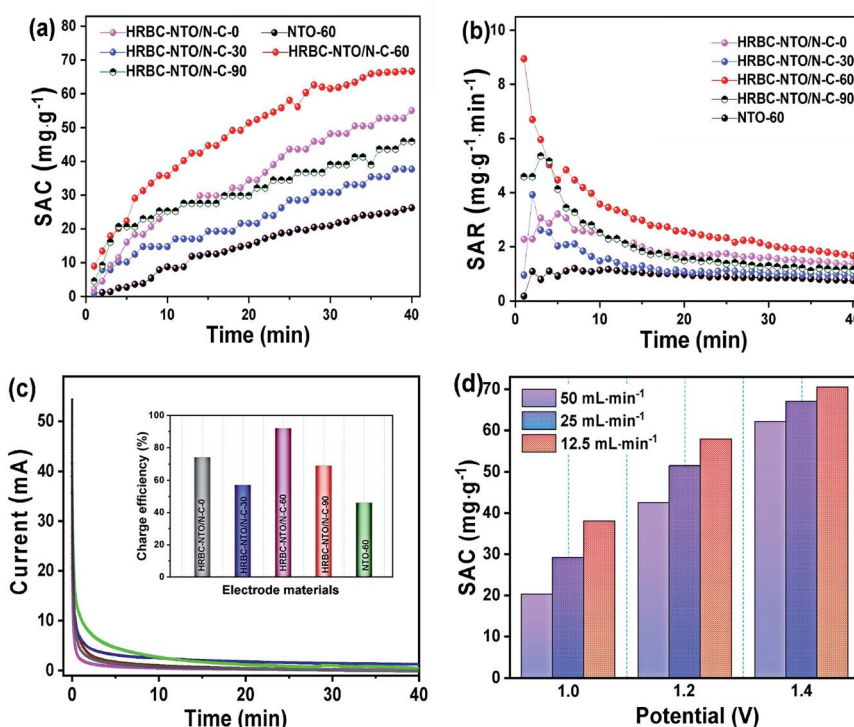 (a)
HRBC-NTO/N-C-0
NTO-60
HRBC-NTO/N-C-30
HRBC-NTO/N-C-60
HRBC-NTO/N-C-90
SAC (mg·g⁻¹)
80
70
60
50
40
30
20
10
0
0
10
20
30
40
Time (min)
(b)
HRBC-NTO/N-C-0
HRBC-NTO/N-C-30
HRBC-NTO/N-C-60
HRBC-NTO/N-C-90
NTO-60
SAR (mg·g⁻¹·min⁻¹)
10
8
6
4
2
0
0
10
20
30
40
Time (min)
(c)
Current (mA)
50
40
30
20
10
0
0
10
20
30
40
Time (min)
Charge efficiency (%)
100
80
60
40
20
0
HRBC-NTO/N-C-0
HRBC-NTO/N-C-30
HRBC-NTO/N-C-60
HRBC-NTO/N-C-90
NTO-60
Electrode materials
(d)
50 mL·min⁻¹
25 mL·min⁻¹
12.5 mL·min⁻¹
SAC (mg·g⁻¹)
70
60
50
40
30
20
10
0
1.0
1.2
1.4
Potential (V)